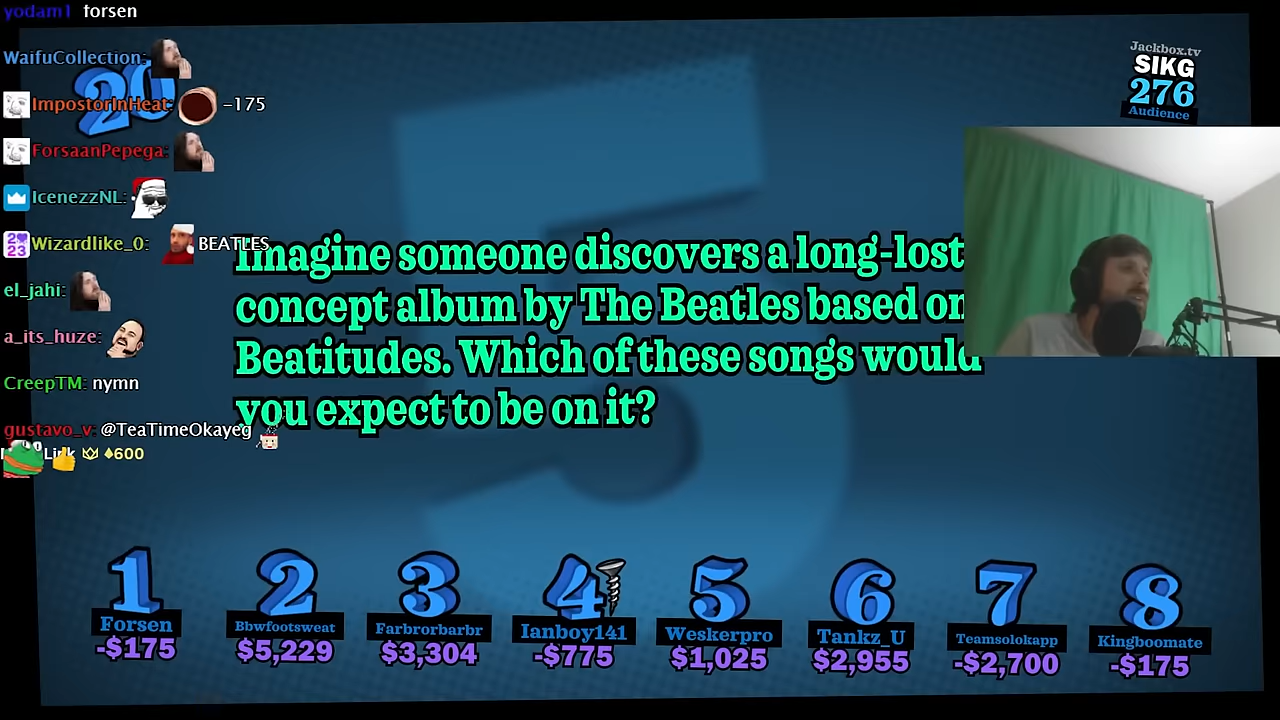 yodam1 forsen
WaifuCollection:
20
ImpostorInHeat: -175
ForsaanPepega:
IcenezzNL:
Wizardlike_0: BEATLES
el_jahi:
a_its_huze:
CreepTM: nymn
gustavo_v: @TeaTimeOkayeg
Link 600
Jackbox.tv
SIKG
276
Audience
Imagine someone discovers a long-lost
concept album by The Beatles based on
Beatitudes. Which of these songs would
you expect to be on it?
5
1 2 3 4 5 6 7 8
Forsen Bbwfootsweat Farbrorbarbr Ianboy141 Weskerpro Tankz_U Teamsolokapp Kingboomate
-$175 $5,229 $3,304 -$775 $1,025 $2,955 -$2,700 -$175